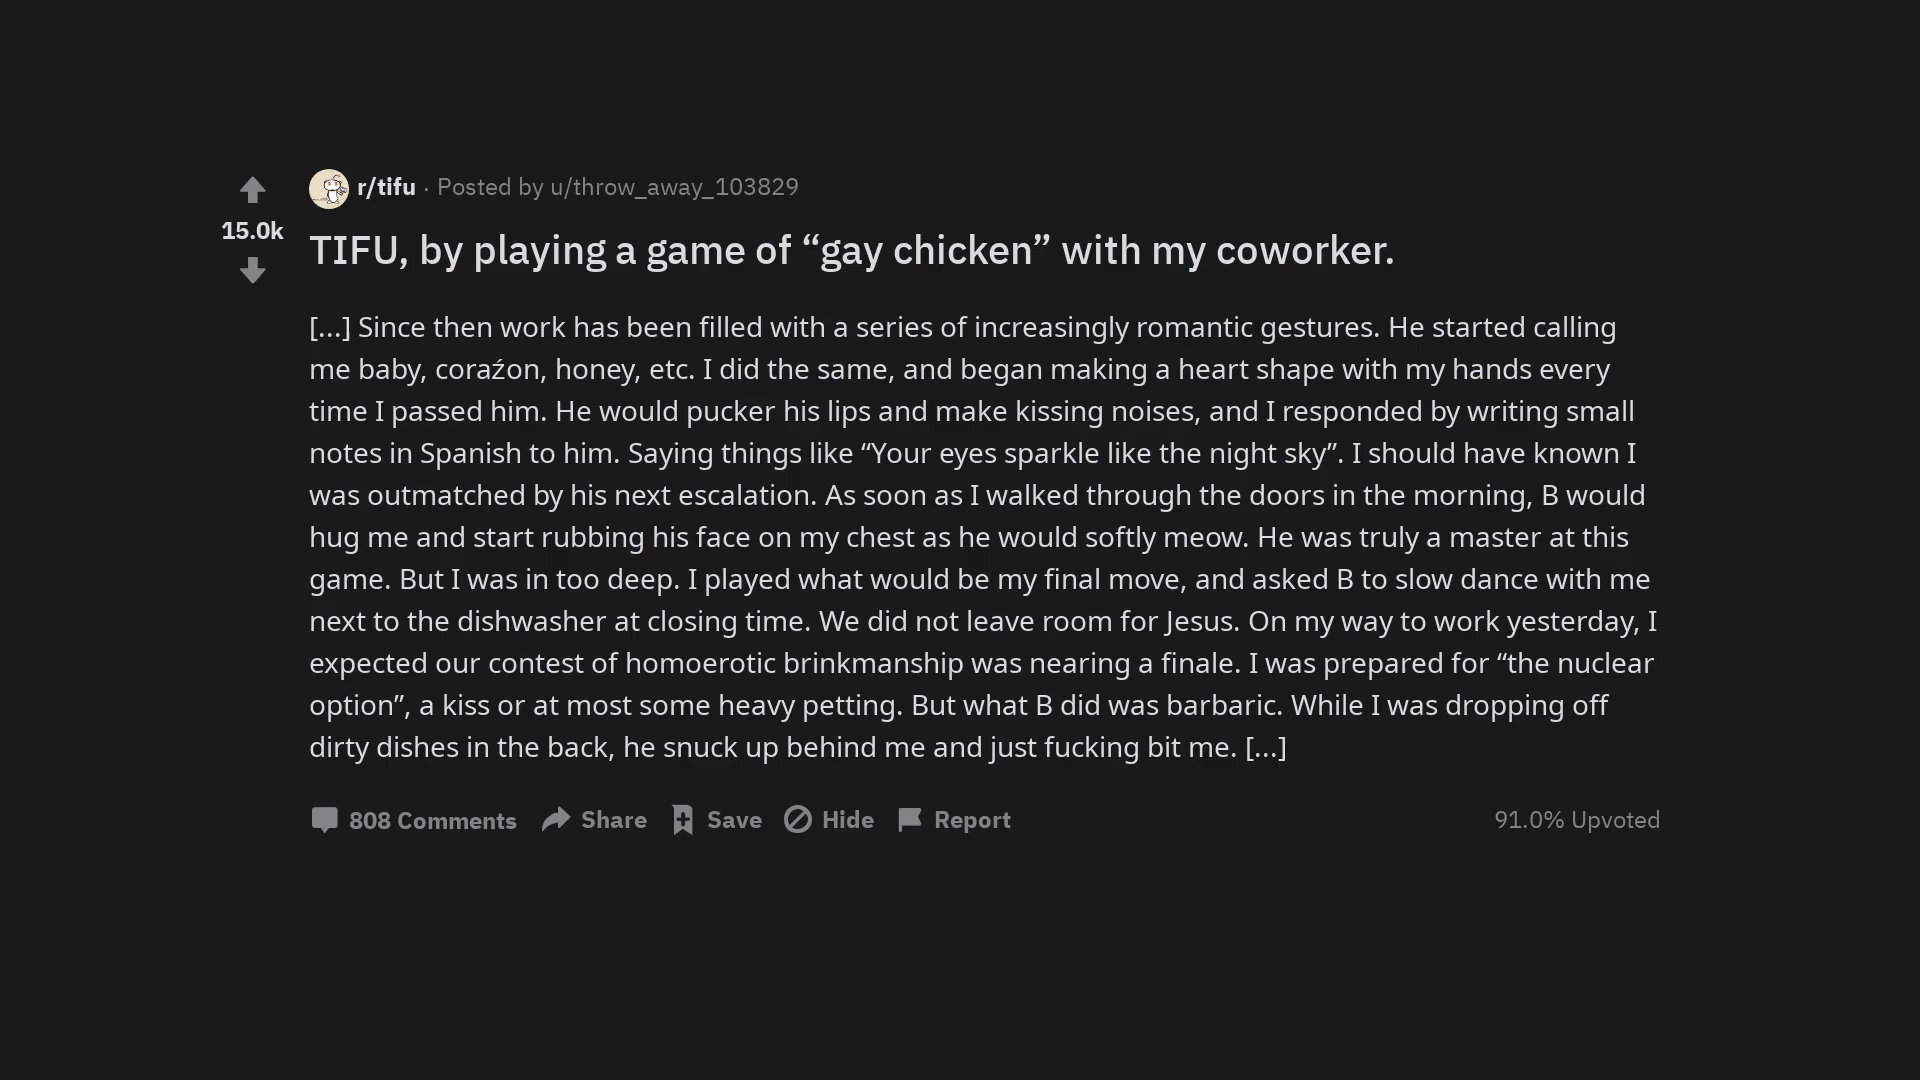 r/tifu · Posted by u/throw_away_103829
15.0k
TIFU, by playing a game of “gay chicken” with my coworker.
[...] Since then work has been filled with a series of increasingly romantic gestures. He started calling
me baby, coraźon, honey, etc. I did the same, and began making a heart shape with my hands every
time I passed him. He would pucker his lips and make kissing noises, and I responded by writing small
notes in Spanish to him. Saying things like “Your eyes sparkle like the night sky”. I should have known I
was outmatched by his next escalation. As soon as I walked through the doors in the morning, B would
hug me and start rubbing his face on my chest as he would softly meow. He was truly a master at this
game. But I was in too deep. I played what would be my final move, and asked B to slow dance with me
next to the dishwasher at closing time. We did not leave room for Jesus. On my way to work yesterday, I
expected our contest of homoerotic brinkmanship was nearing a finale. I was prepared for “the nuclear
option”, a kiss or at most some heavy petting. But what B did was barbaric. While I was dropping off
dirty dishes in the back, he snuck up behind me and just fucking bit me. [...]
808 Comments Share Save Hide Report 91.0% Upvoted